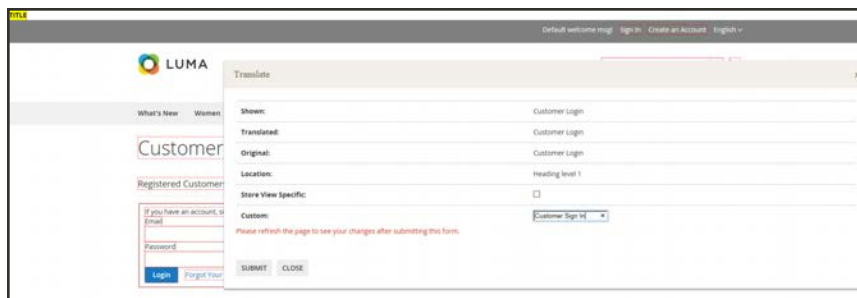 TITLE
Default welcome msg! Sign In Create an Account English
LUMA
Translate
What's New Women
Shown: Customer Login
Translated: Customer Login
Customer
Original: Customer Login
Location: Heading level 1
Registered Customer
Store View Specific:
If you have an account, si
Custom: Customer Sign In
Email
Please refresh the page to see your changes after submitting this form.
Password
SUBMIT CLOSE
Login Forgot Your